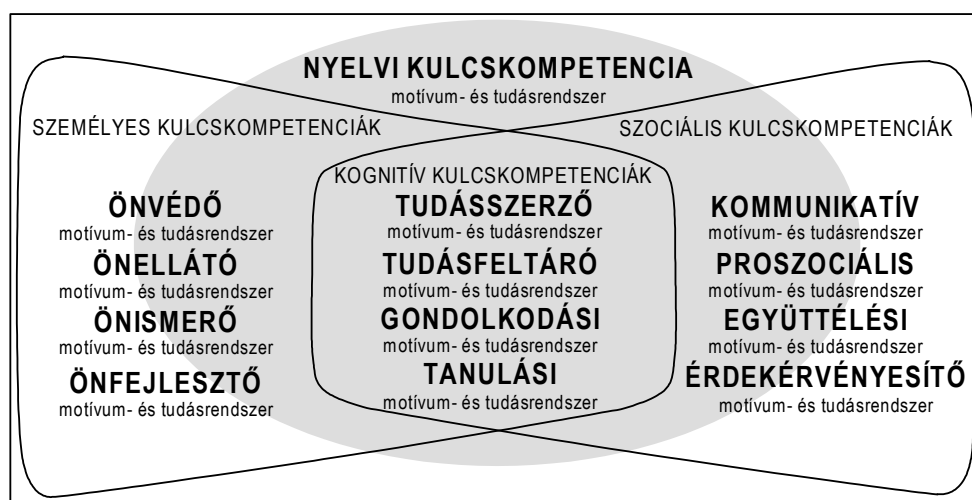 NYELVI KULCSKOMPETENCIA
motívum- és tudásrendszer
SZEMÉLYES KULCSKOMPETENCIÁK
ÖNVÉDŐ
motívum- és tudásrendszer
ÖNELLÁTÓ
motívum- és tudásrendszer
ÖNISMERŐ
motívum- és tudásrendszer
ÖNFEJLESZTŐ
motívum- és tudásrendszer
KOGNITÍV KULCSKOMPETENCIÁK
TUDÁSSZERZŐ
motívum- és tudásrendszer
TUDÁSFELTÁRÓ
motívum- és tudásrendszer
GONDOLKODÁSI
motívum- és tudásrendszer
TANULÁSI
motívum- és tudásrendszer
SZOCIÁLIS KULCSKOMPETENCIÁK
KOMMUNIKATÍV
motívum- és tudásrendszer
PROSZOCIÁLIS
motívum- és tudásrendszer
EGYÜTTÉLÉSI
motívum- és tudásrendszer
ÉRDEKÉRVÉNYESÍTŐ
motívum- és tudásrendszer